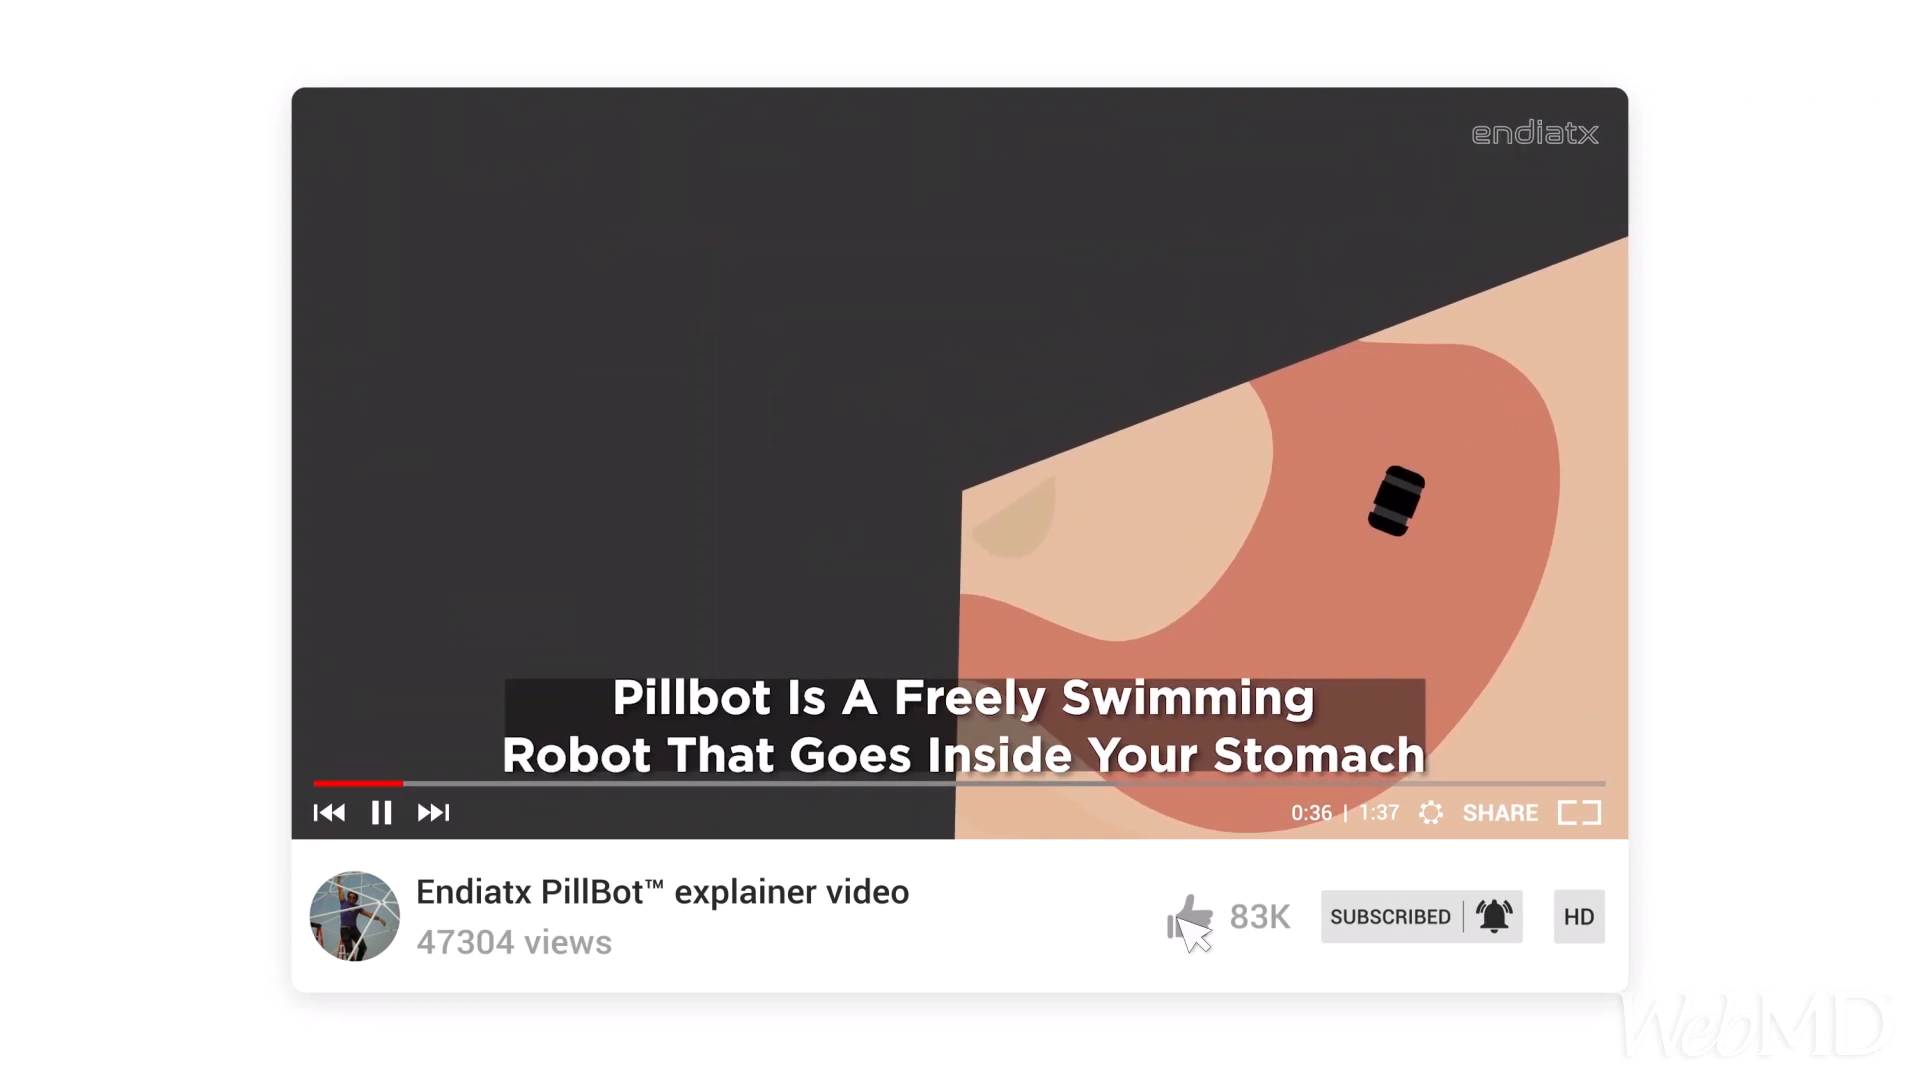 endiatx
Pillbot Is A Freely Swimming
Robot That Goes Inside Your Stomach
0:36 | 1:37 SHARE
Endiatx PillBot™ explainer video
47304 views
83K
SUBSCRIBED
HD
WebMD